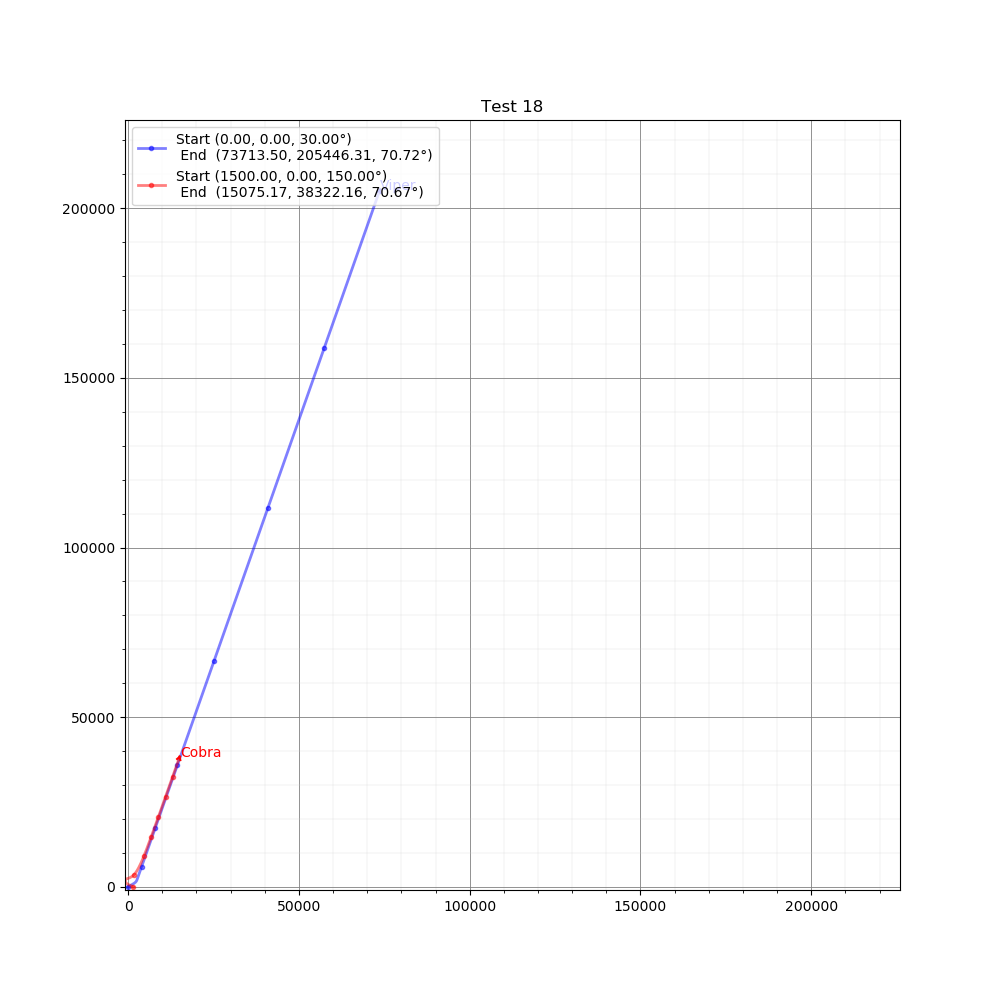 Test 18
Start (0.00, 0.00, 30.00°)
End (73713.50, 205446.31, 70.72°)
Start (1500.00, 0.00, 150.00°)
End (15075.17, 38322.16, 70.67°)
200000
150000
100000
50000
Cobra
0
0
50000
100000
150000
200000